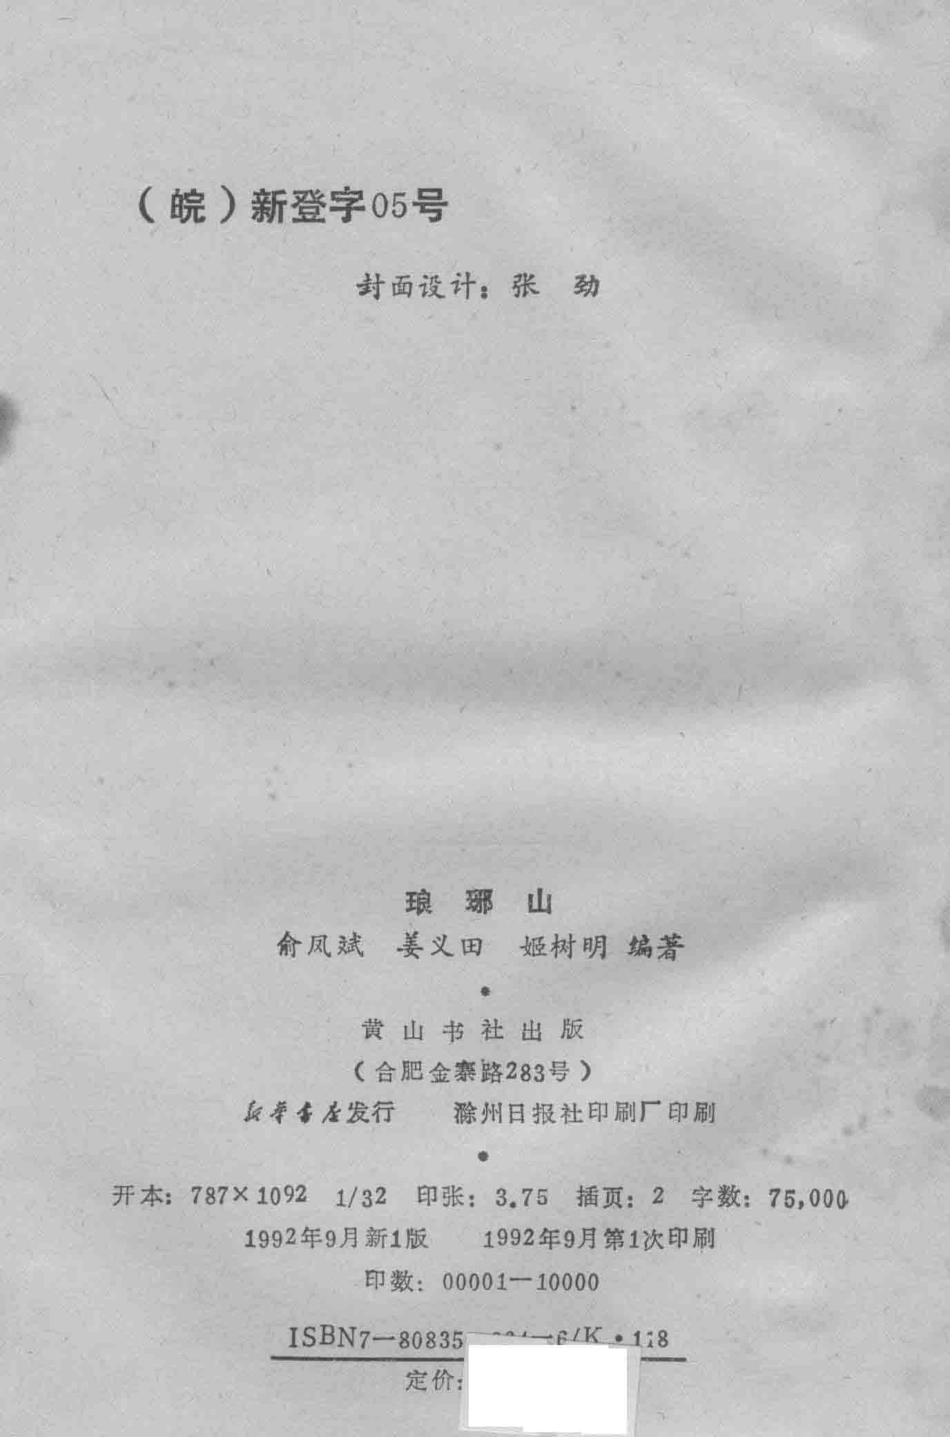 （皖）新登字05号
封面设计：张 劲
琅琊山
俞凤斌 姜义田 姬树明 编著
黄山书社出版
（合肥金寨路283号）
新华书店发行 滁州日报社印刷厂印刷
开本：787×1092 1/32 印张：3.75 插页：2 字数：75,000
1992年9月新1版 1992年9月第1次印刷
印数：00001—10000
ISBN7—80835 —6/K·118
定价：